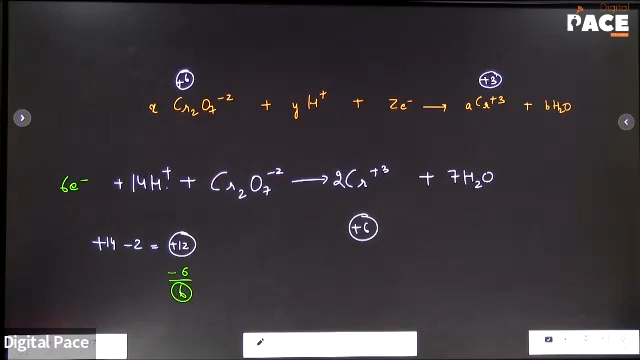 Digital
PACE
+6 +3
x Cr₂O₇⁻² + y H⁺ + Ze⁻ ⟶ a Cr⁺³ + b H₂O
6e⁻ + 14H⁺ + Cr₂O₇⁻² ⟶ 2Cr⁺³ + 7H₂O
+6
+14 - 2 = +12
- 6
6
Digital Pace